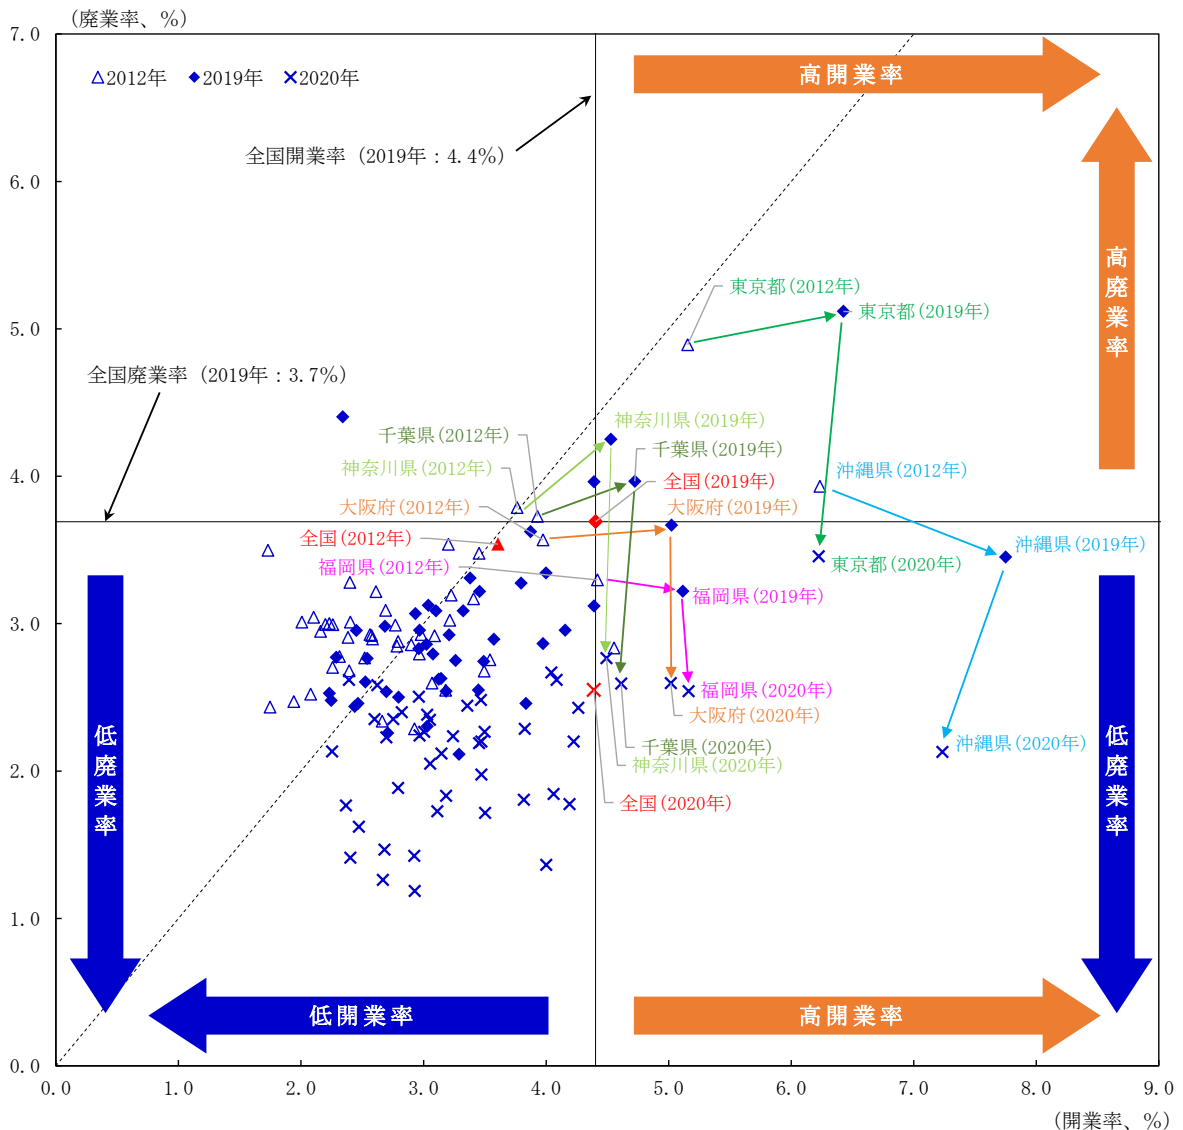 (廃業率、%)
7.0
6.0
5.0
4.0
3.0
2.0
1.0
0.0
2012年
2019年
2020年
全国開業率（2019年：4.4%）
全国廃業率（2019年：3.7%）
高開業率
高廃業率
低廃業率
低廃業率
低開業率
高開業率
東京都(2012年)
東京都(2019年)
神奈川県(2019年)
千葉県(2012年)
千葉県(2019年)
神奈川県(2012年)
沖縄県(2012年)
全国(2019年)
大阪府(2012年)
大阪府(2019年)
全国(2012年)
沖縄県(2019年)
福岡県(2012年)
東京都(2020年)
福岡県(2019年)
福岡県(2020年)
大阪府(2020年)
沖縄県(2020年)
千葉県(2020年)
神奈川県(2020年)
全国(2020年)
0.0
1.0
2.0
3.0
4.0
5.0
6.0
7.0
8.0
9.0
(開業率、%)